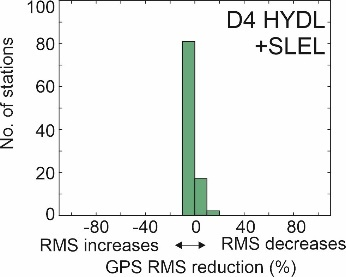 D4 HYDL
+SLEL
No. of stations
100
80
60
40
20
0
-80 -40 0 40 80
RMS increases RMS decreases
GPS RMS reduction (%)